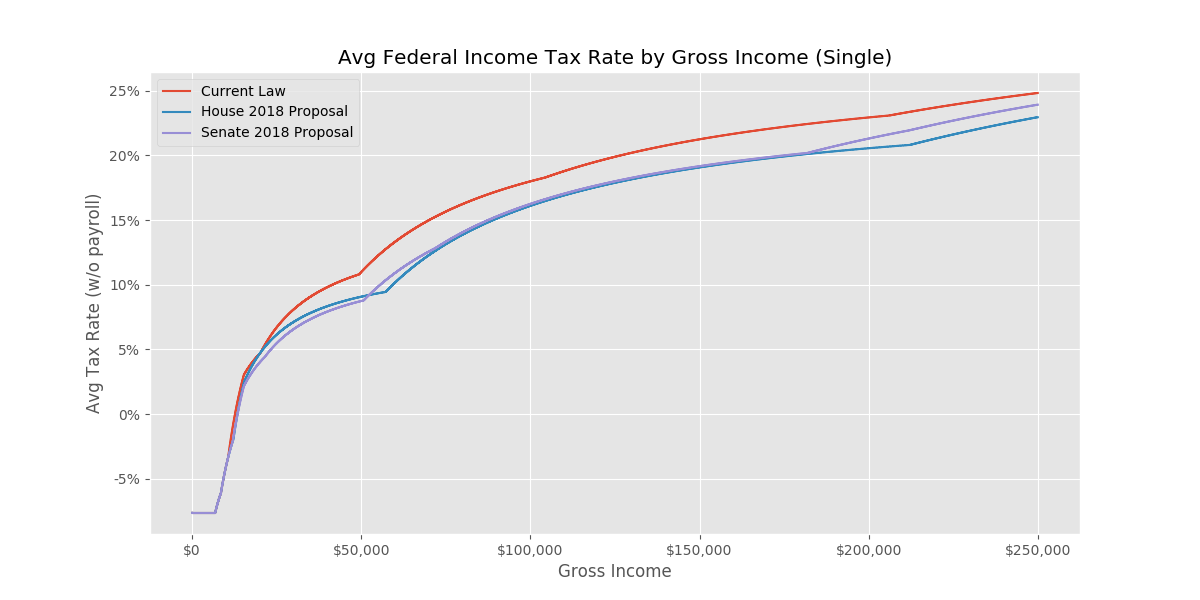 Avg Federal Income Tax Rate by Gross Income (Single)
Current Law
House 2018 Proposal
Senate 2018 Proposal
25%
20%
15%
10%
5%
0%
-5%
Avg Tax Rate (w/o payroll)
$0
$50,000
$100,000
$150,000
$200,000
$250,000
Gross Income